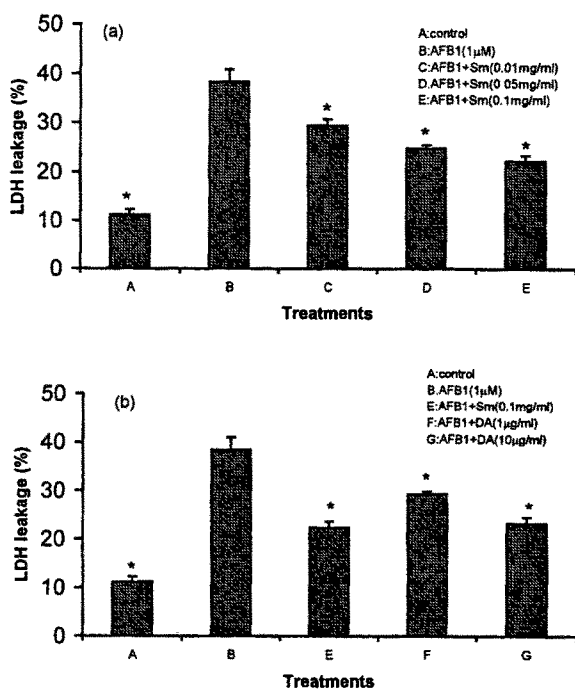 (a)
A:control
B:AFB1(1µM)
C:AFB1+Sm(0.01mg/ml)
D.AFB1+Sm(0 05mg/ml)
E:AFB1+Sm(0.1mg/ml)
LDH leakage (%)
50
40
30
20
10
0
*
*
*
*
A B C D E
Treatments
(b)
A:control
B.AFB1(1µM)
E:AFB1+Sm(0.1mg/ml)
F:AFB1+DA(1µg/ml)
G:AFB1+DA(10µg/ml)
LDH leakage (%)
50
40
30
20
10
0
*
*
*
*
A B E F G
Treatments